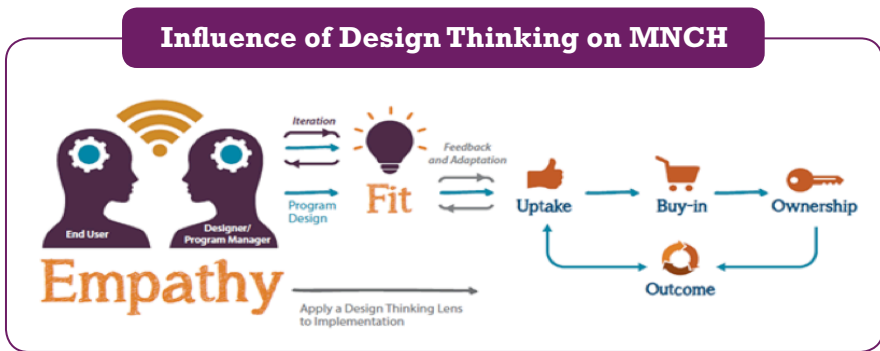 Influence of Design Thinking on MNCH
Iteration
Feedback
and Adaptation
End User
Designer/
Program Manager
Program
Design
Fit
Uptake
Buy-in
Ownership
Empathy
Outcome
Apply a Design Thinking Lens
to Implementation